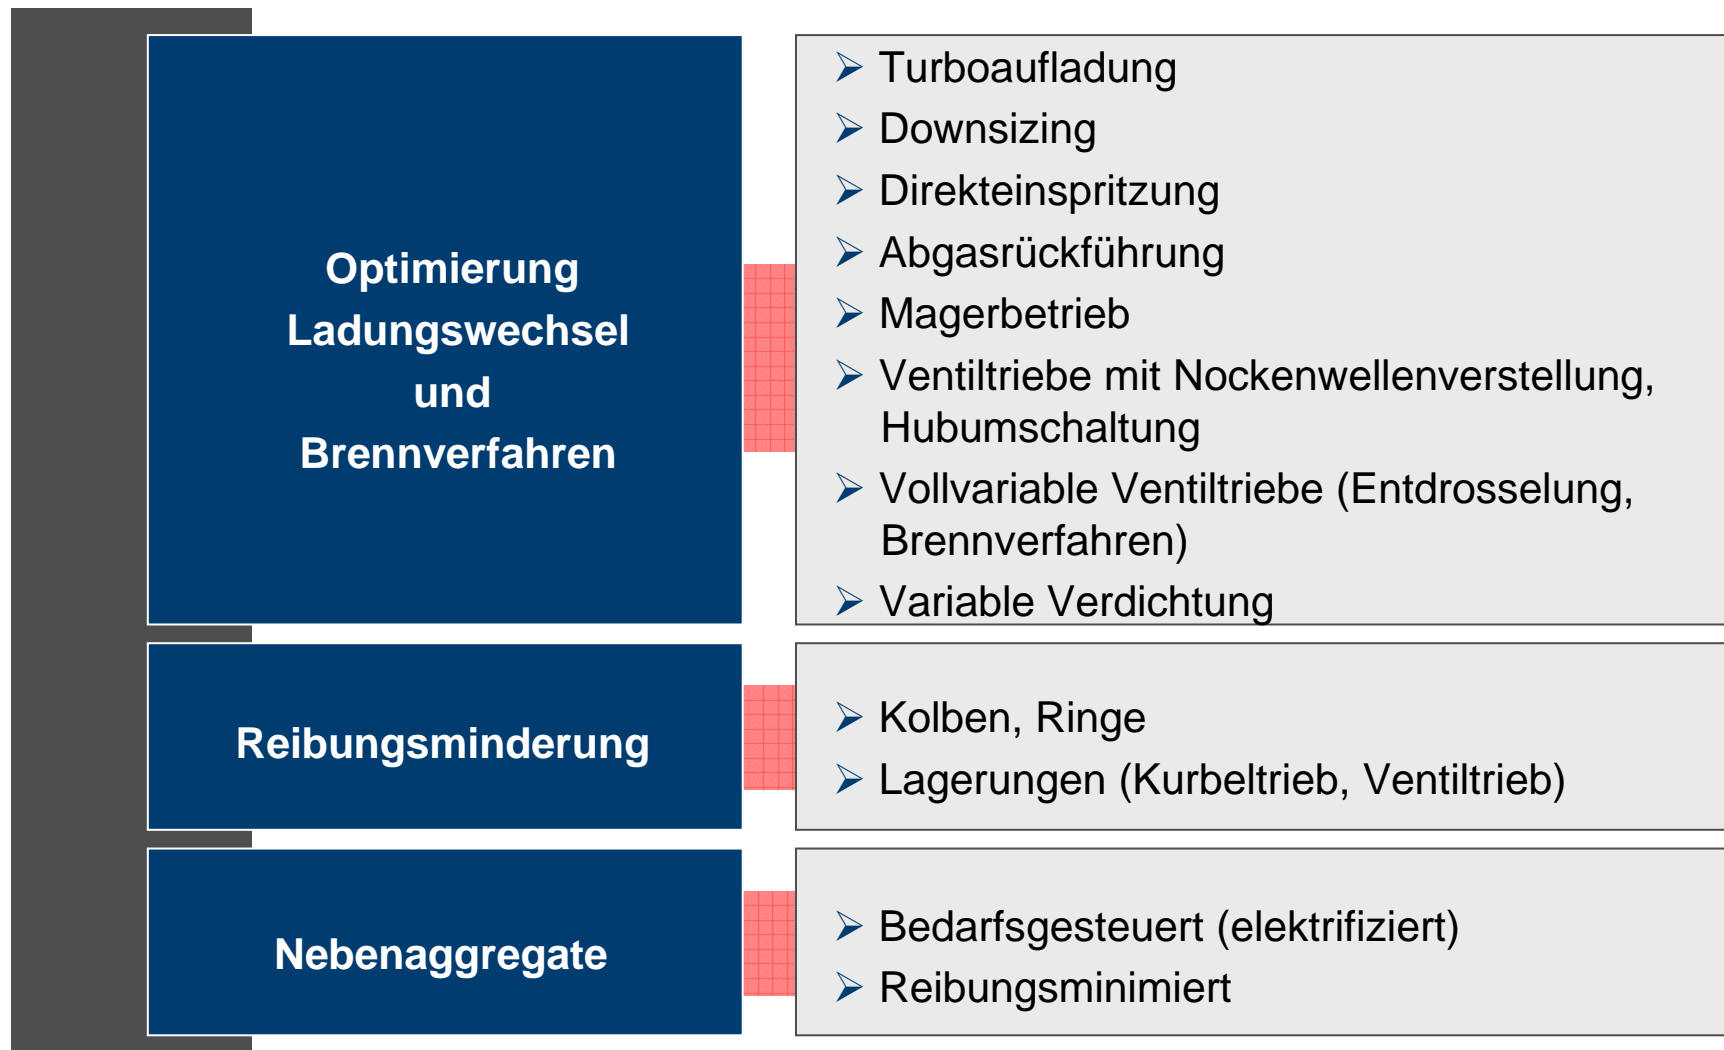 Optimierung
Ladungswechsel
und
Brennverfahren
➢ Turboaufladung
➢ Downsizing
➢ Direkteinspritzung
➢ Abgasrückführung
➢ Magerbetrieb
➢ Ventiltriebe mit Nockenwellenverstellung,
Hubumschaltung
➢ Vollvariable Ventiltriebe (Entdrosselung,
Brennverfahren)
➢ Variable Verdichtung
Reibungsminderung
➢ Kolben, Ringe
➢ Lagerungen (Kurbeltrieb, Ventiltrieb)
Nebenaggregate
➢ Bedarfsgesteuert (elektrifiziert)
➢ Reibungsminimiert